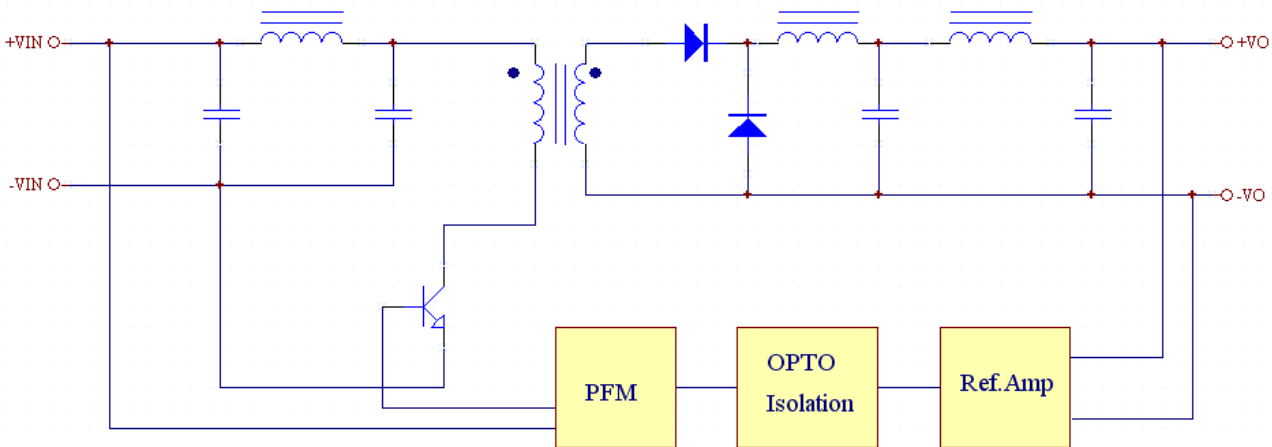 +VIN
+VO
-VIN
-VO
PFM
OPTO
Isolation
Ref.Amp